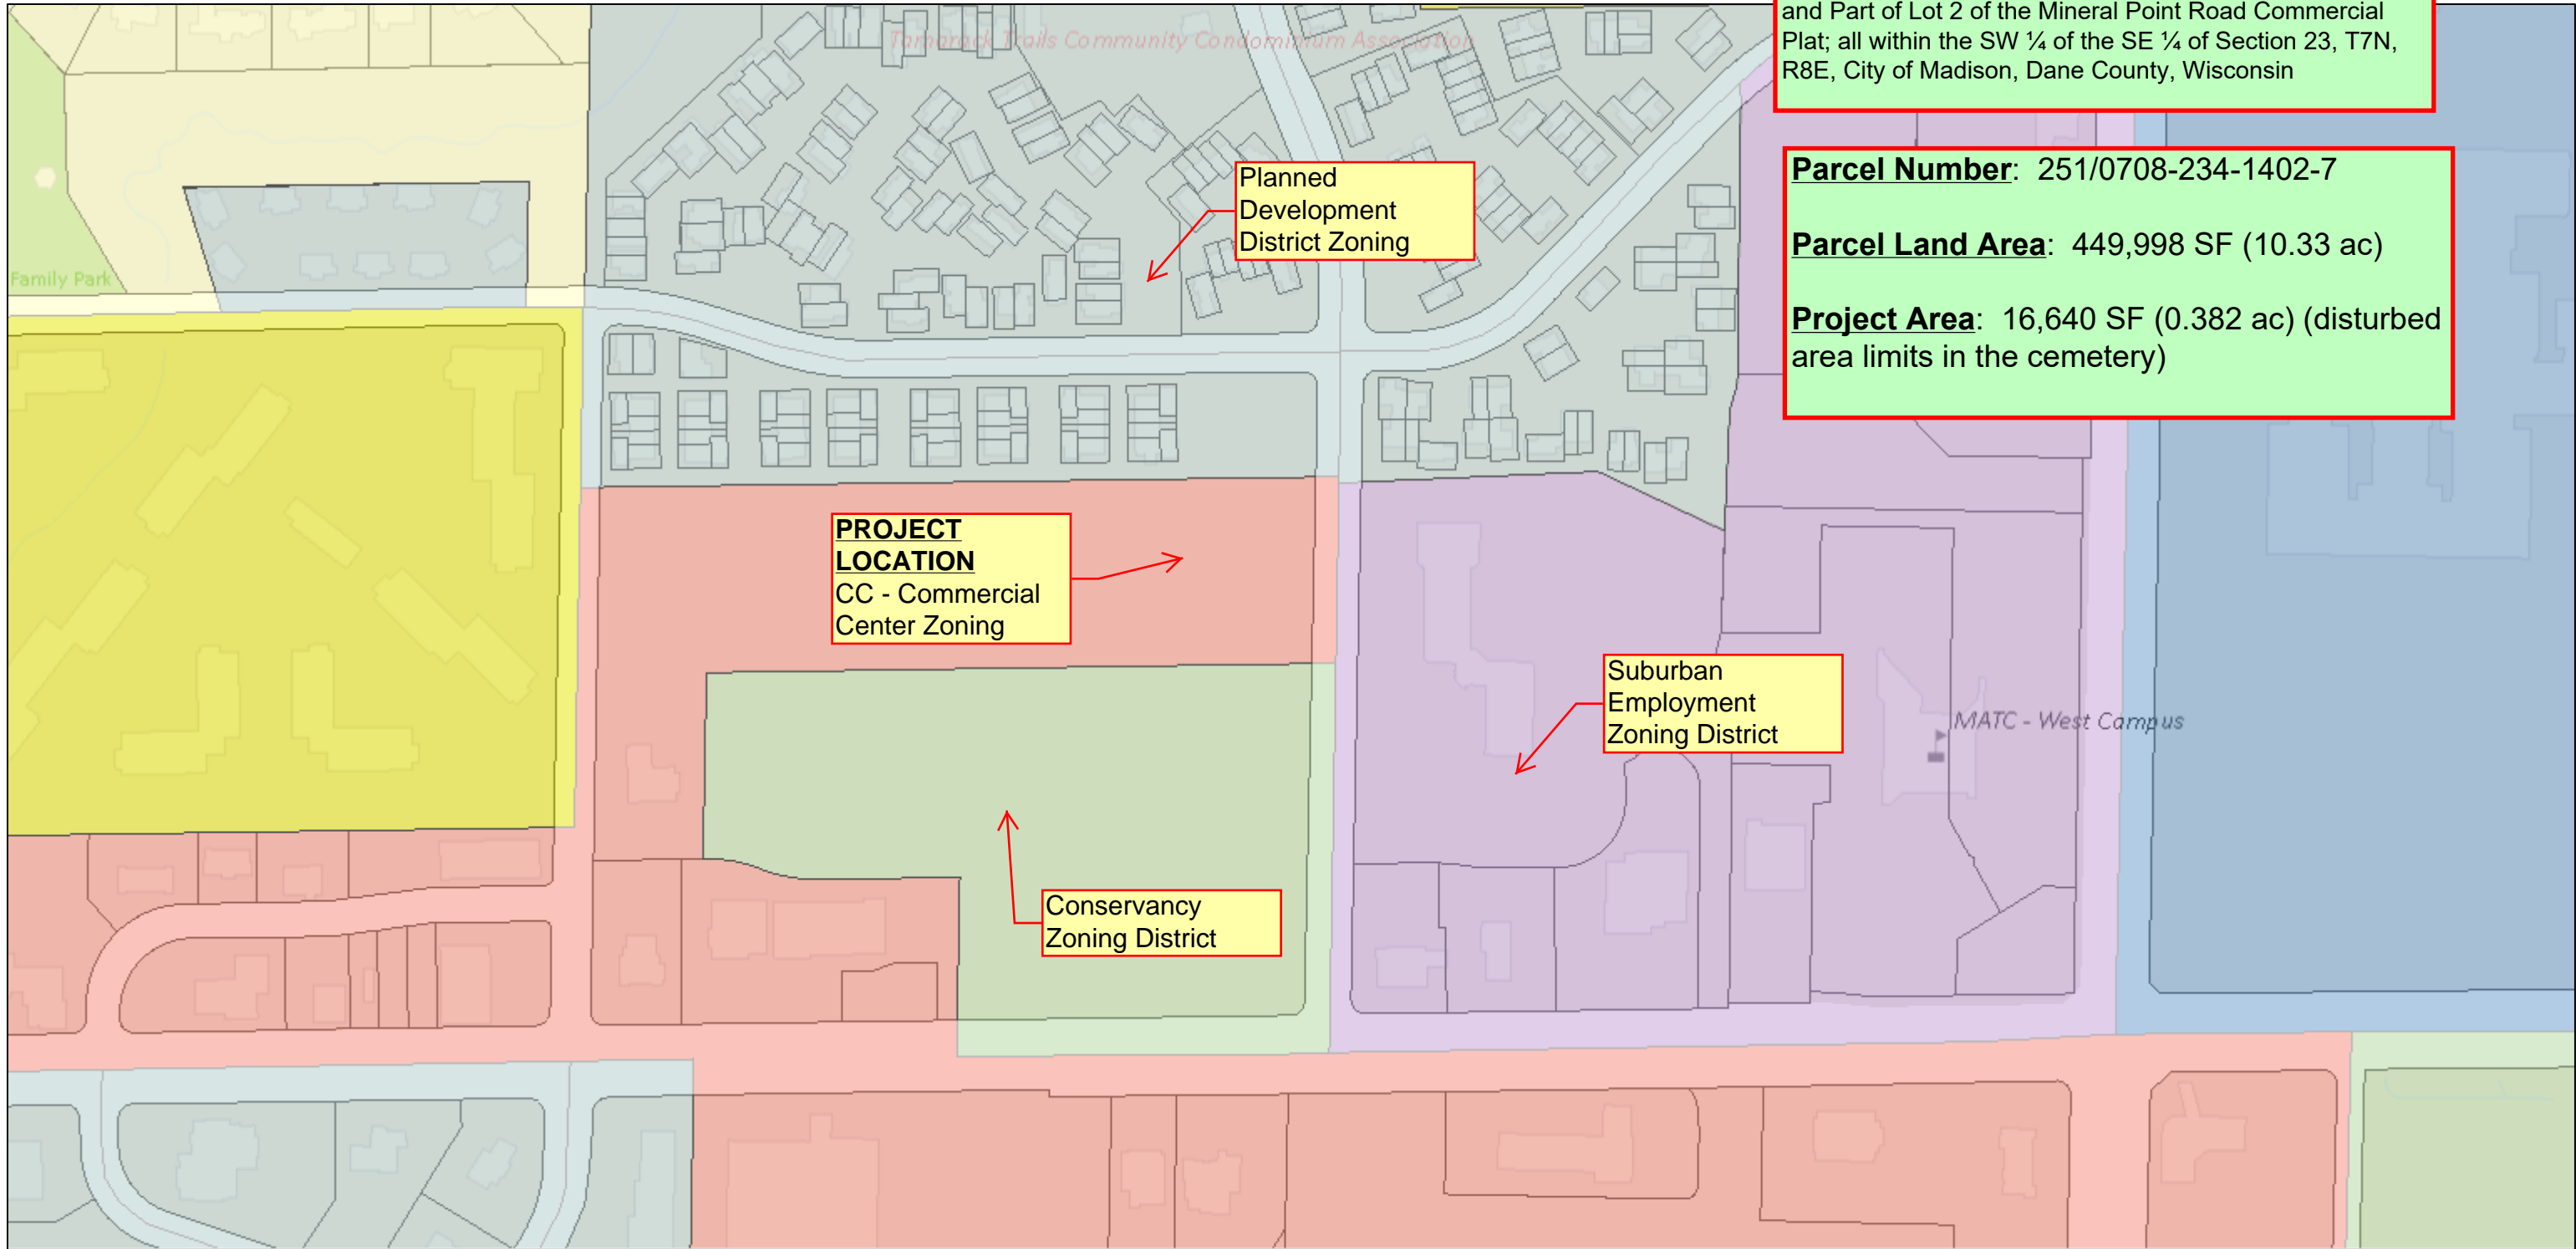 and Part of Lot 2 of the Mineral Point Road Commercial
Plat; all within the SW ¼ of the SE ¼ of Section 23, T7N,
R8E, City of Madison, Dane County, Wisconsin
Tamarack Trails Community Condominium Association
Parcel Number: 251/0708-234-1402-7
Parcel Land Area: 449,998 SF (10.33 ac)
Project Area: 16,640 SF (0.382 ac) (disturbed
area limits in the cemetery)
Planned
Development
District Zoning
Family Park
PROJECT
LOCATION
CC - Commercial
Center Zoning
Suburban
Employment
Zoning District
MATC - West Campus
Conservancy
Zoning District